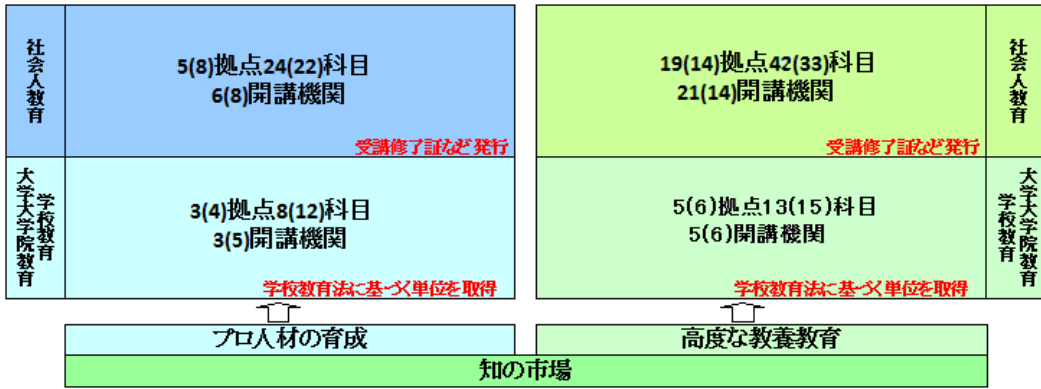 社会人教育
5(8)拠点24(22)科目
6(8)開講機関
受講修了証など発行
19(14)拠点42(33)科目
21(14)開講機関
受講修了証など発行
社会人教育
学校教育
大学大学院教育
3(4)拠点8(12)科目
3(5)開講機関
学校教育法に基づく単位を取得
5(6)拠点13(15)科目
5(6)開講機関
学校教育法に基づく単位を取得
大学大学院教育
学校教育
プロ人材の育成
高度な教養教育
知の市場